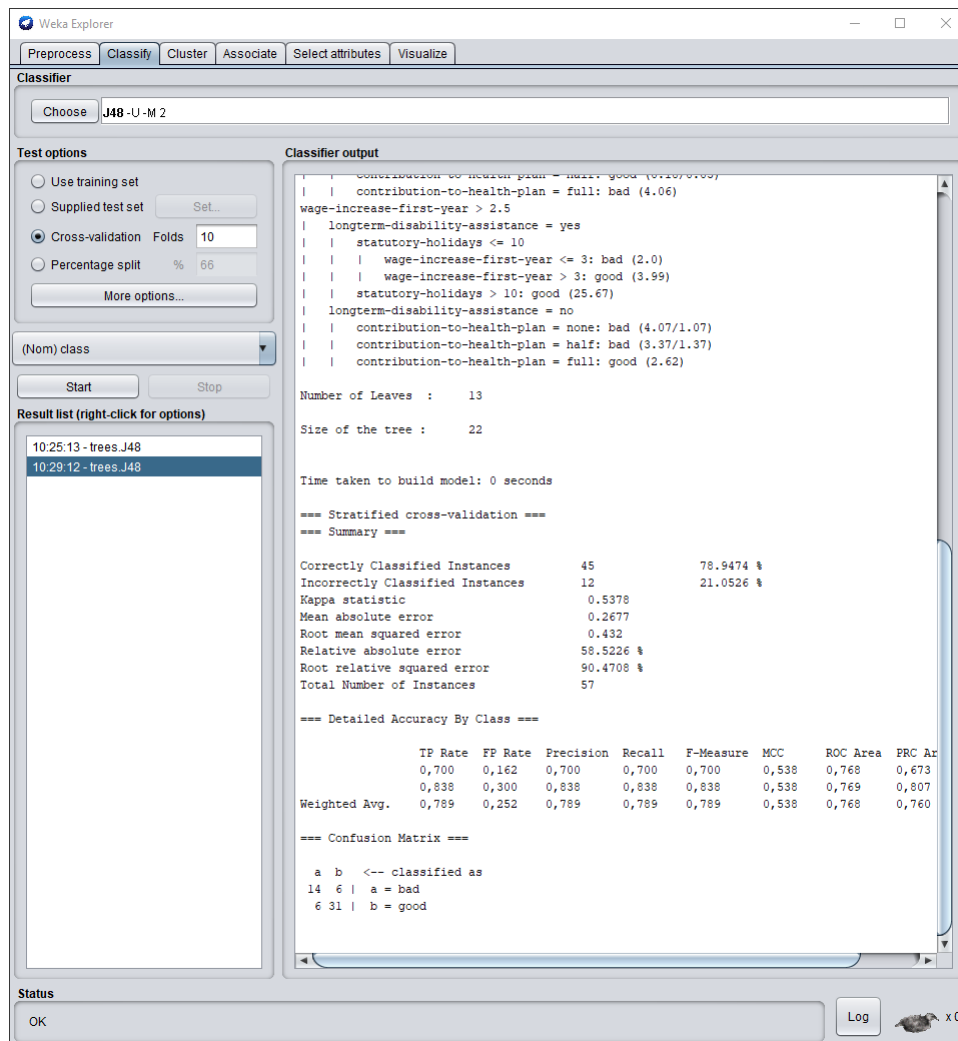 Weka Explorer
Preprocess Classify Cluster Associate Select attributes Visualize
Classifier
Choose J48 -U -M 2
Test options
Use training set
Supplied test set Set...
Cross-validation Folds 10
Percentage split % 66
More options...
(Nom) class
Start Stop
Result list (right-click for options)
10:25:13 - trees.J48
10:29:12 - trees.J48
Classifier output
| | contribution-to-health-plan = half: good
| | contribution-to-health-plan = full: bad (4.06)
wage-increase-first-year > 2.5
| longterm-disability-assistance = yes
| | statutory-holidays <= 10
| | | wage-increase-first-year <= 3: bad (2.0)
| | | wage-increase-first-year > 3: good (3.99)
| | statutory-holidays > 10: good (25.67)
| longterm-disability-assistance = no
| | contribution-to-health-plan = none: bad (4.07/1.07)
| | contribution-to-health-plan = half: bad (3.37/1.37)
| | contribution-to-health-plan = full: good (2.62)
Number of Leaves : 13
Size of the tree : 22
Time taken to build model: 0 seconds
=== Stratified cross-validation ===
=== Summary ===
Correctly Classified Instances 45 78.9474 %
Incorrectly Classified Instances 12 21.0526 %
Kappa statistic 0.5378
Mean absolute error 0.2677
Root mean squared error 0.432
Relative absolute error 58.5226 %
Root relative squared error 90.4708 %
Total Number of Instances 57
=== Detailed Accuracy By Class ===
TP Rate FP Rate Precision Recall F-Measure MCC ROC Area PRC Ar
0,700 0,162 0,700 0,700 0,700 0,538 0,768 0,673
0,838 0,300 0,838 0,838 0,838 0,538 0,769 0,807
Weighted Avg. 0,789 0,252 0,789 0,789 0,789 0,538 0,768 0,760
=== Confusion Matrix ===
a b <-- classified as
14 6 | a = bad
6 31 | b = good
Status
OK
Log
x 0